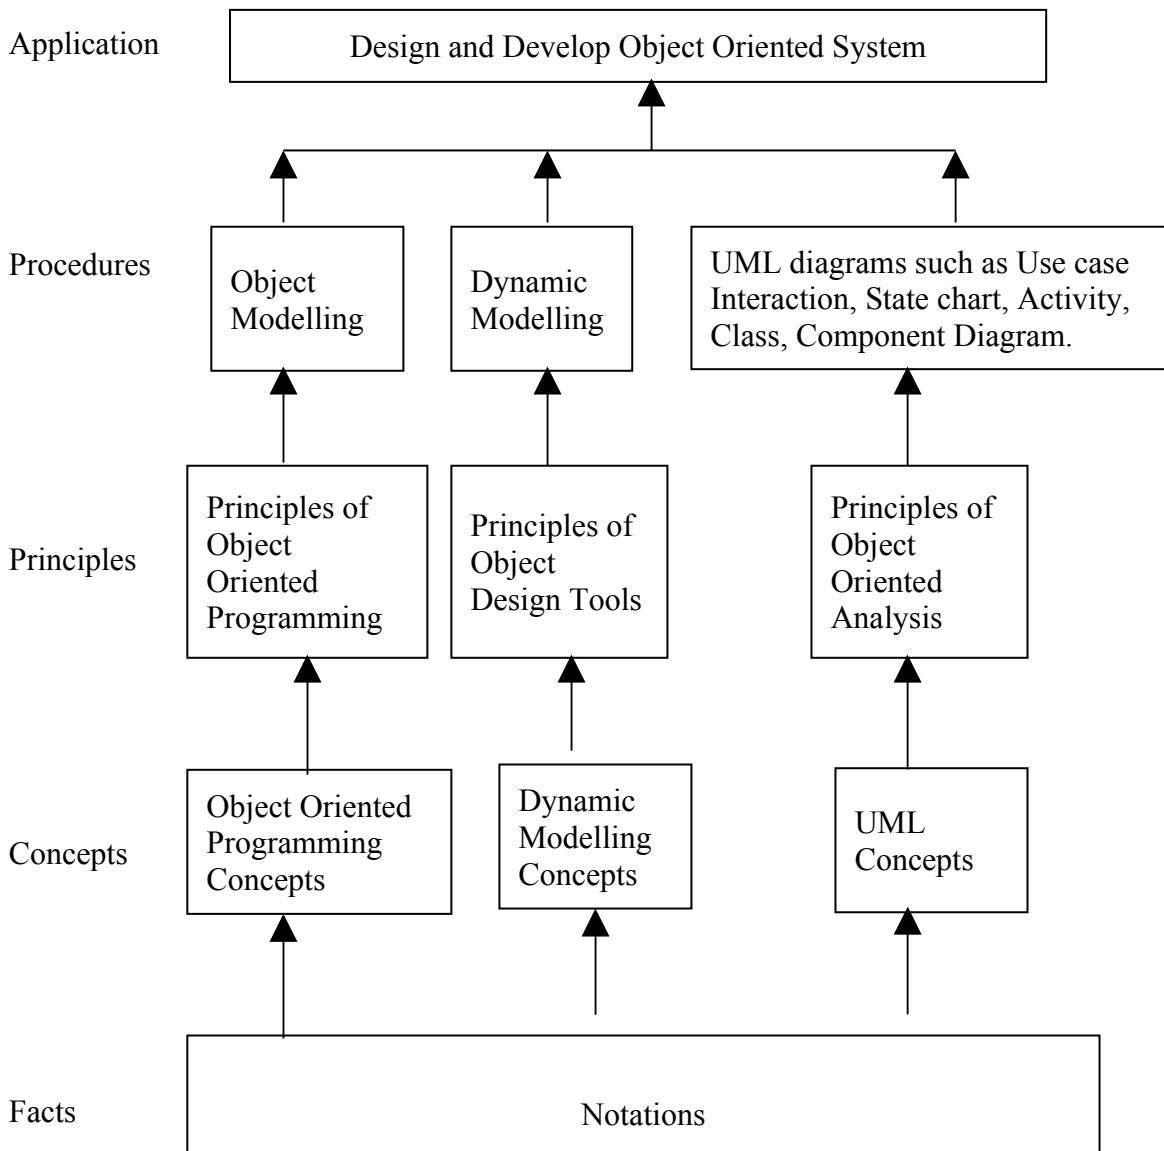 Application
Design and Develop Object Oriented System
Procedures
Object
Modelling
Dynamic
Modelling
UML diagrams such as Use case
Interaction, State chart, Activity,
Class, Component Diagram.
Principles
Principles of
Object
Oriented
Programming
Principles of
Object
Design Tools
Principles of
Object
Oriented
Analysis
Concepts
Object Oriented
Programming
Concepts
Dynamic
Modelling
Concepts
UML
Concepts
Facts
Notations